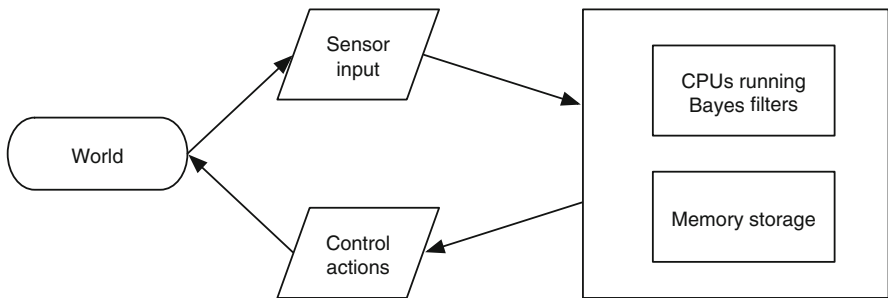 Sensor
input
CPUs running
Bayes filters
World
Memory storage
Control
actions